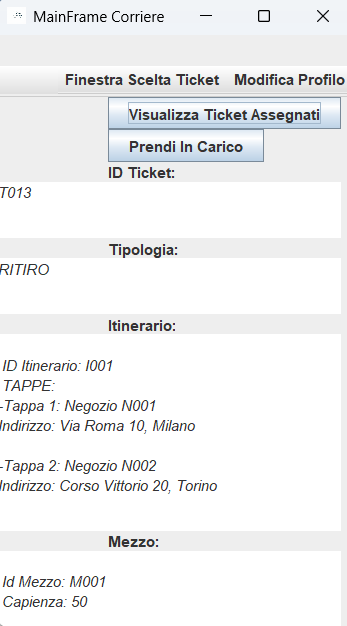 MainFrame Corriere
Finestra Scelta Ticket Modifica Profilo
Visualizza Ticket Assegnati
Prendi In Carico
ID Ticket:
T013
Tipologia:
RITIRO
Itinerario:
ID Itinerario: I001
TAPPE:
-Tappa 1: Negozio N001
Indirizzo: Via Roma 10, Milano
-Tappa 2: Negozio N002
Indirizzo: Corso Vittorio 20, Torino
Mezzo:
Id Mezzo: M001
Capienza: 50